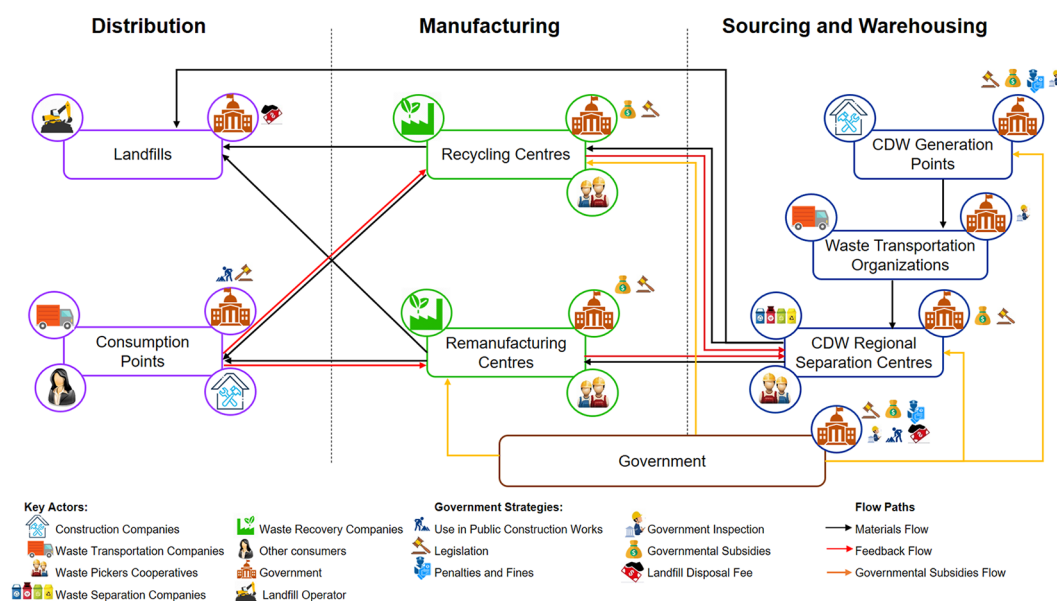 Distribution
Manufacturing
Sourcing and Warehousing
Landfills
Recycling Centres
CDW Generation
Points
Waste Transportation
Organizations
Consumption
Points
Remanufacturing
Centres
CDW Regional
Separation Centres
Government
Key Actors:
Construction Companies
Waste Transportation Companies
Waste Pickers Cooperatives
Waste Separation Companies
Waste Recovery Companies
Other consumers
Government
Landfill Operator
Government Strategies:
Use in Public Construction Works
Legislation
Penalties and Fines
Government Inspection
Governmental Subsidies
Landfill Disposal Fee
Flow Paths
Materials Flow
Feedback Flow
Governmental Subsidies Flow